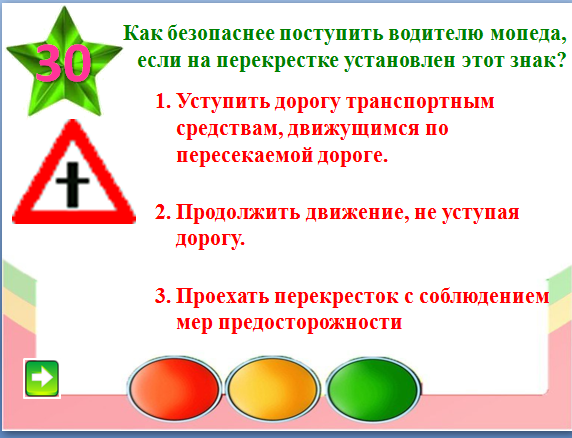 30
Как безопаснее поступить водителю мопеда,
если на перекрестке установлен этот знак?
1. Уступить дорогу транспортным
средствам, движущимся по
пересекаемой дороге.
2. Продолжить движение, не уступая
дорогу.
3. Проехать перекресток с соблюдением
мер предосторожности